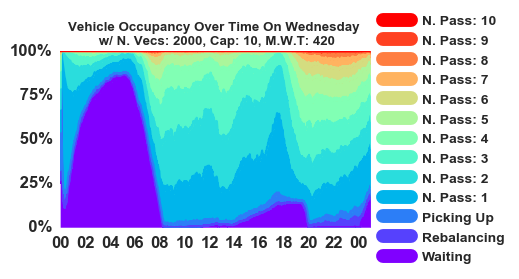 Vehicle Occupancy Over Time On Wednesday
w/ N. Vecs: 2000, Cap: 10, M.W.T: 420
100%
75%
50%
25%
0%
00 02 04 06 08 10 12 14 16 18 20 22 00
N. Pass: 10
N. Pass: 9
N. Pass: 8
N. Pass: 7
N. Pass: 6
N. Pass: 5
N. Pass: 4
N. Pass: 3
N. Pass: 2
N. Pass: 1
Picking Up
Rebalancing
Waiting